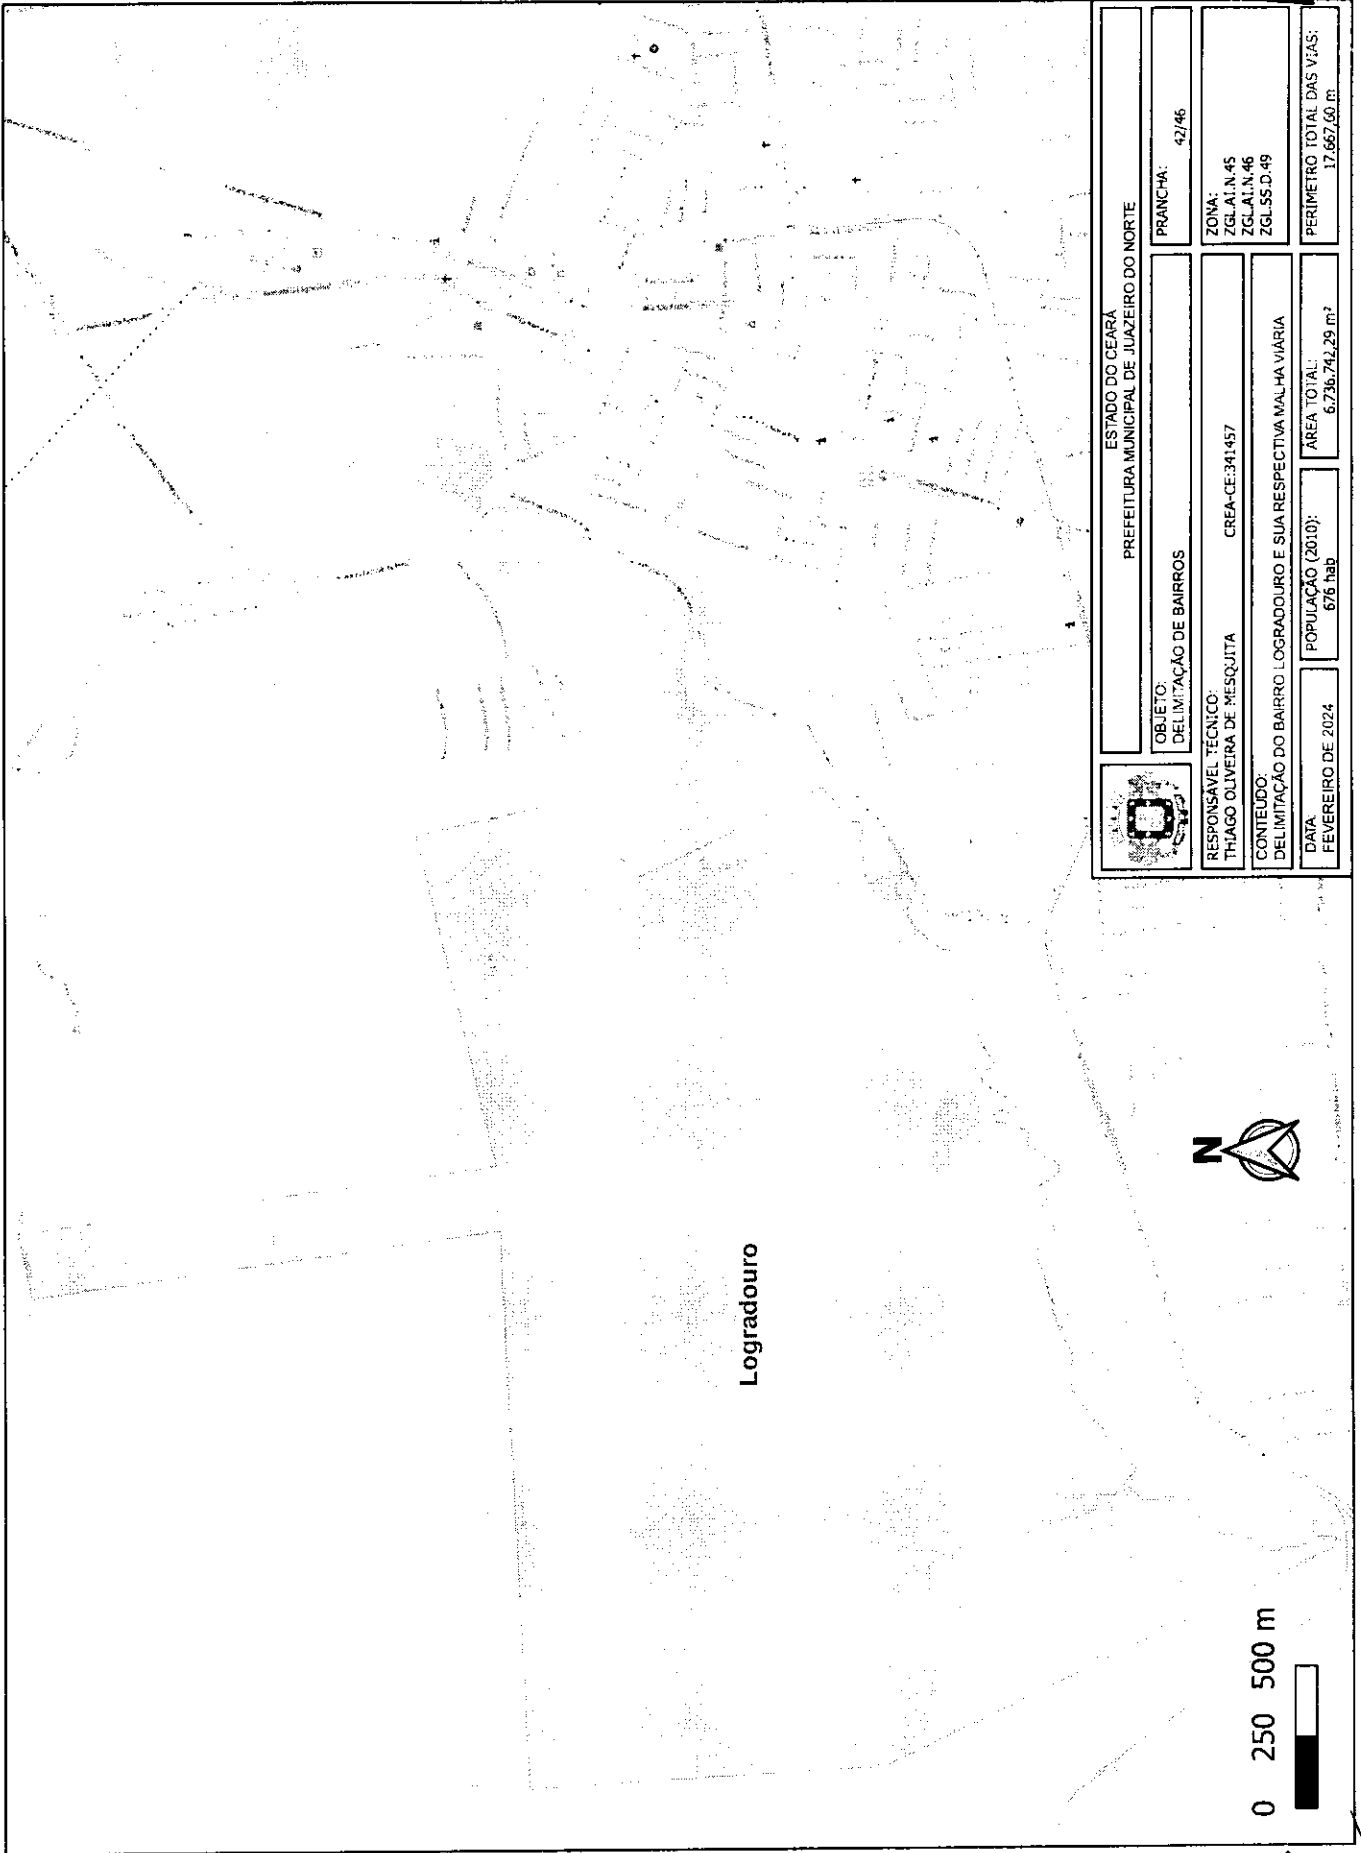 Logradouro
N
0 250 500 m
ESTADO DO CEARÁ
PREFEITURA MUNICIPAL DE JUAZEIRO DO NORTE
OBJETO:
DELIMITAÇÃO DE BAIRROS
PRANCHA:
42/46
RESPONSÁVEL TÉCNICO:
THIAGO OLIVEIRA DE MESQUITA CREA-CE:341457
ZONA:
ZGL.AI.N.45
ZGL.AI.N.46
ZGL.SS.D.49
CONTEÚDO:
DELIMITAÇÃO DO BAIRRO LOGRADOURO E SUA RESPECTIVA MALHA VIÁRIA
DATA:
FEVEREIRO DE 2024
POPULAÇÃO (2010):
676 hab
ÁREA TOTAL:
6.736.742,29 m²
PERÍMETRO TOTAL DAS VIAS:
17.667,60 m